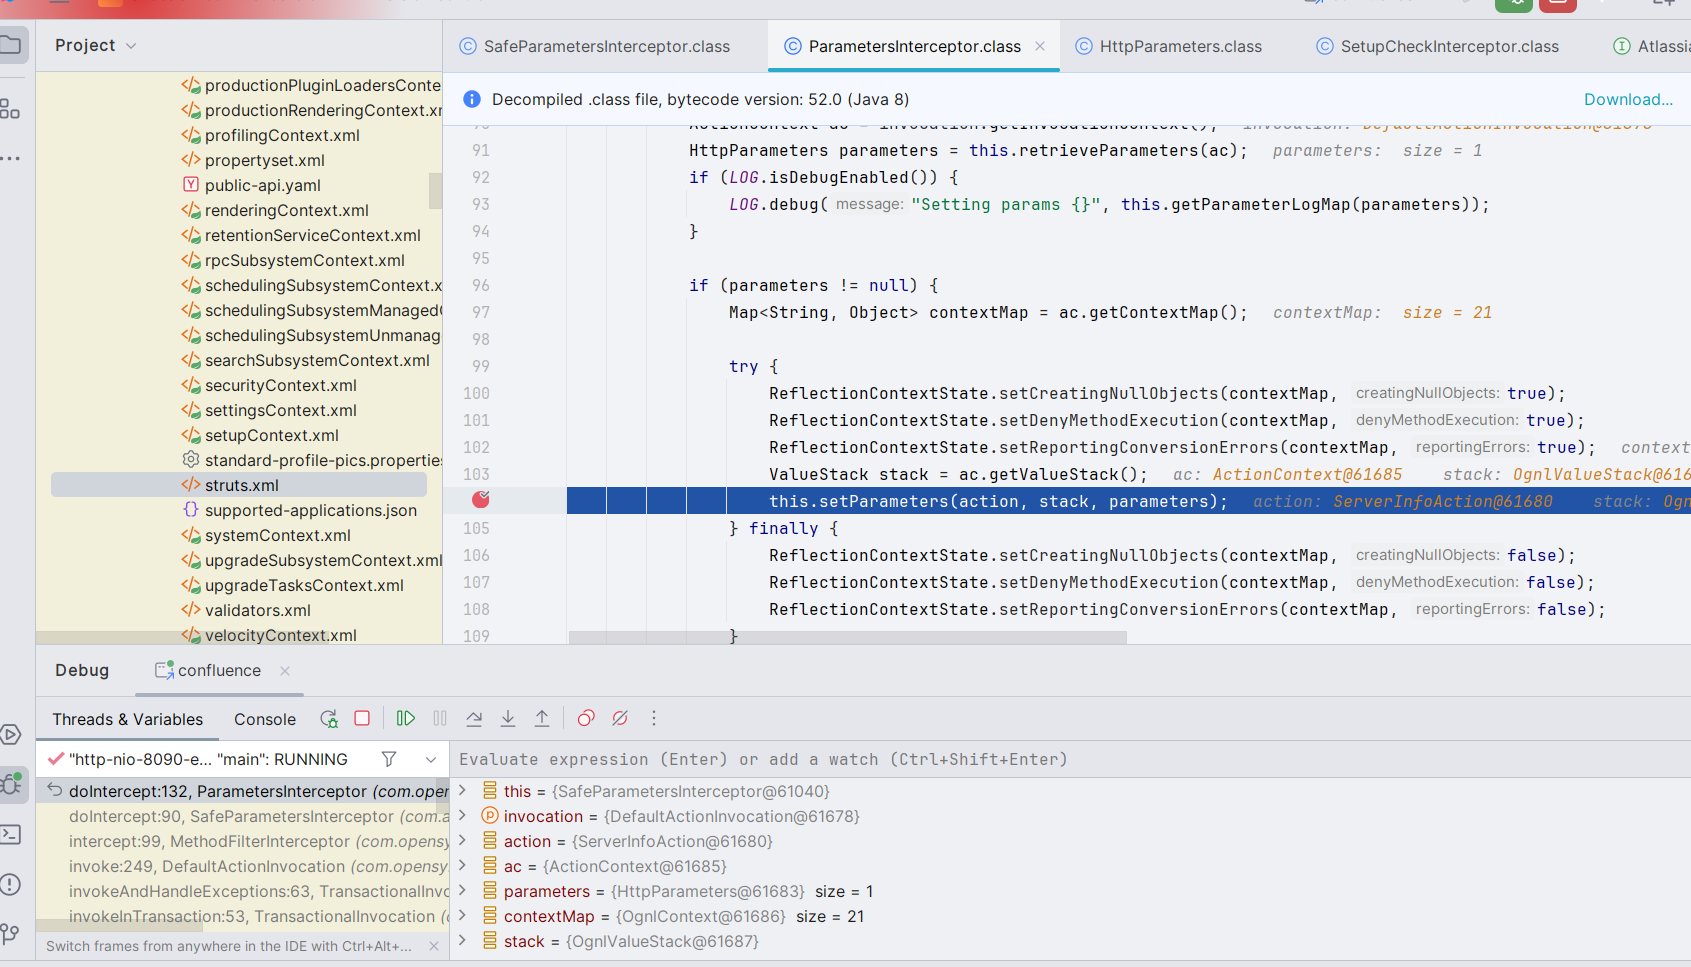 Project
SafeParametersInterceptor.class
ParametersInterceptor.class
HttpParameters.class
SetupCheckInterceptor.class
Atlassia
Decompiled .class file, bytecode version: 52.0 (Java 8)
Download...
productionPluginLoadersConte
productionRenderingContext.xm
profilingContext.xml
propertyset.xml
public-api.yaml
renderingContext.xml
retentionServiceContext.xml
rpcSubsystemContext.xml
schedulingSubsystemContext.x
schedulingSubsystemManagedC
schedulingSubsystemUnmanag
searchSubsystemContext.xml
securityContext.xml
settingsContext.xml
setupContext.xml
standard-profile-pics.properties
struts.xml
supported-applications.json
systemContext.xml
upgradeSubsystemContext.xml
upgradeTasksContext.xml
validators.xml
velocityContext.xml
91 HttpParameters parameters = this.retrieveParameters(ac); parameters: size = 1
92 if (LOG.isDebugEnabled()) {
93 LOG.debug( message: "Setting params {}", this.getParameterLogMap(parameters));
94 }
95
96 if (parameters != null) {
97 Map<String, Object> contextMap = ac.getContextMap(); contextMap: size = 21
98
99 try {
100 ReflectionContextState.setCreatingNullObjects(contextMap, creatingNullObjects: true);
101 ReflectionContextState.setDenyMethodExecution(contextMap, denyMethodExecution: true);
102 ReflectionContextState.setReportingConversionErrors(contextMap, reportingErrors: true); context
103 ValueStack stack = ac.getValueStack(); ac: ActionContext@61685 stack: OgnlValueStack@616
this.setParameters(action, stack, parameters); action: ServerInfoAction@61680 stack: Ogn
105 } finally {
106 ReflectionContextState.setCreatingNullObjects(contextMap, creatingNullObjects: false);
107 ReflectionContextState.setDenyMethodExecution(contextMap, denyMethodExecution: false);
108 ReflectionContextState.setReportingConversionErrors(contextMap, reportingErrors: false);
109 }
Debug
confluence
Threads & Variables
Console
"http-nio-8090-e... "main": RUNNING
Evaluate expression (Enter) or add a watch (Ctrl+Shift+Enter)
doIntercept:132, ParametersInterceptor (com.oper
doIntercept:90, SafeParametersInterceptor (com.a
intercept:99, MethodFilterInterceptor (com.opensy
invoke:249, DefaultActionInvocation (com.opensy
invokeAndHandleExceptions:63, TransactionalInvo
invokeInTransaction:53, TransactionalInvocation (c
Switch frames from anywhere in the IDE with Ctrl+Alt+...
this = {SafeParametersInterceptor@61040}
invocation = {DefaultActionInvocation@61678}
action = {ServerInfoAction@61680}
ac = {ActionContext@61685}
parameters = {HttpParameters@61683} size = 1
contextMap = {OgnlContext@61686} size = 21
stack = {OgnlValueStack@61687}